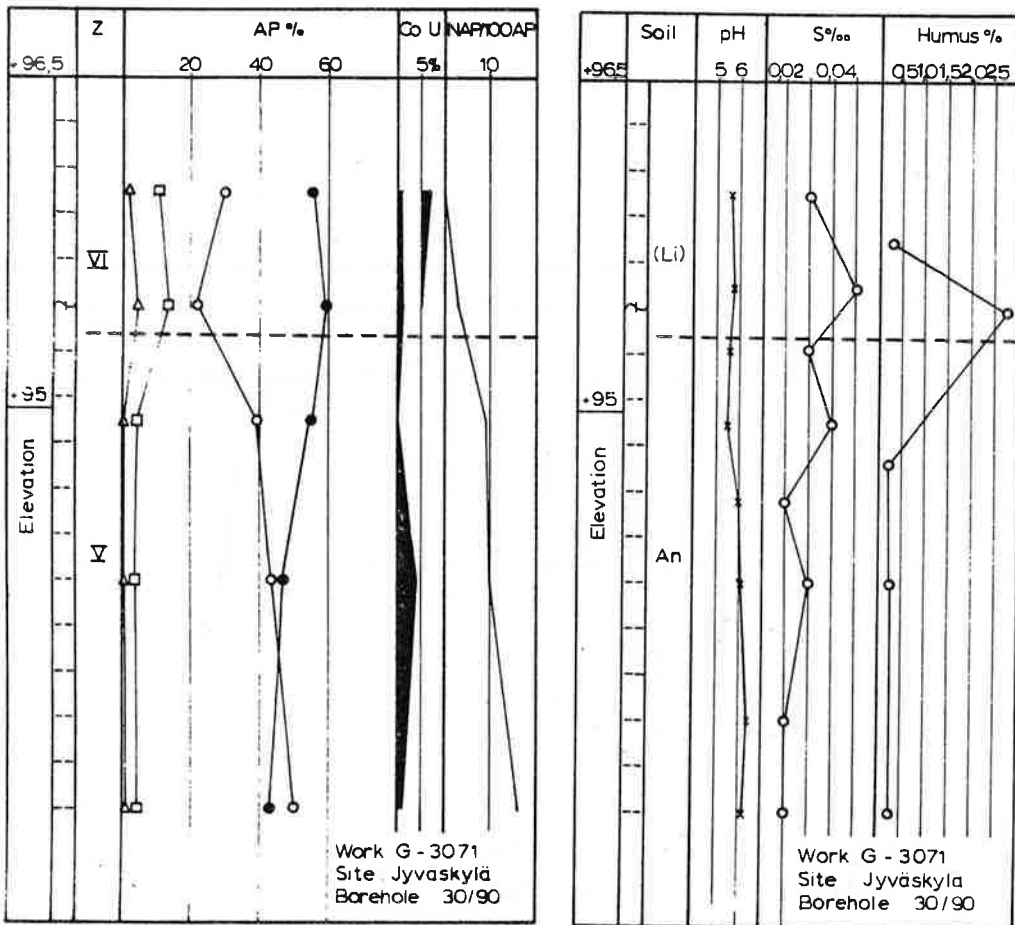 Z AP % Co U NAP/100AP
+96,5 20 40 60 5% 10
VI
+95
Elevation
V
Work G-3071
Site Jyväskylä
Borehole 30/90
Soil pH S‰ Humus %
+96,5 5 6 0,02 0,04 0,5 1,0 1,5 2,0 2,5
(Li)
+95
Elevation
An
Work G-3071
Site Jyväskyla
Borehole 30/90